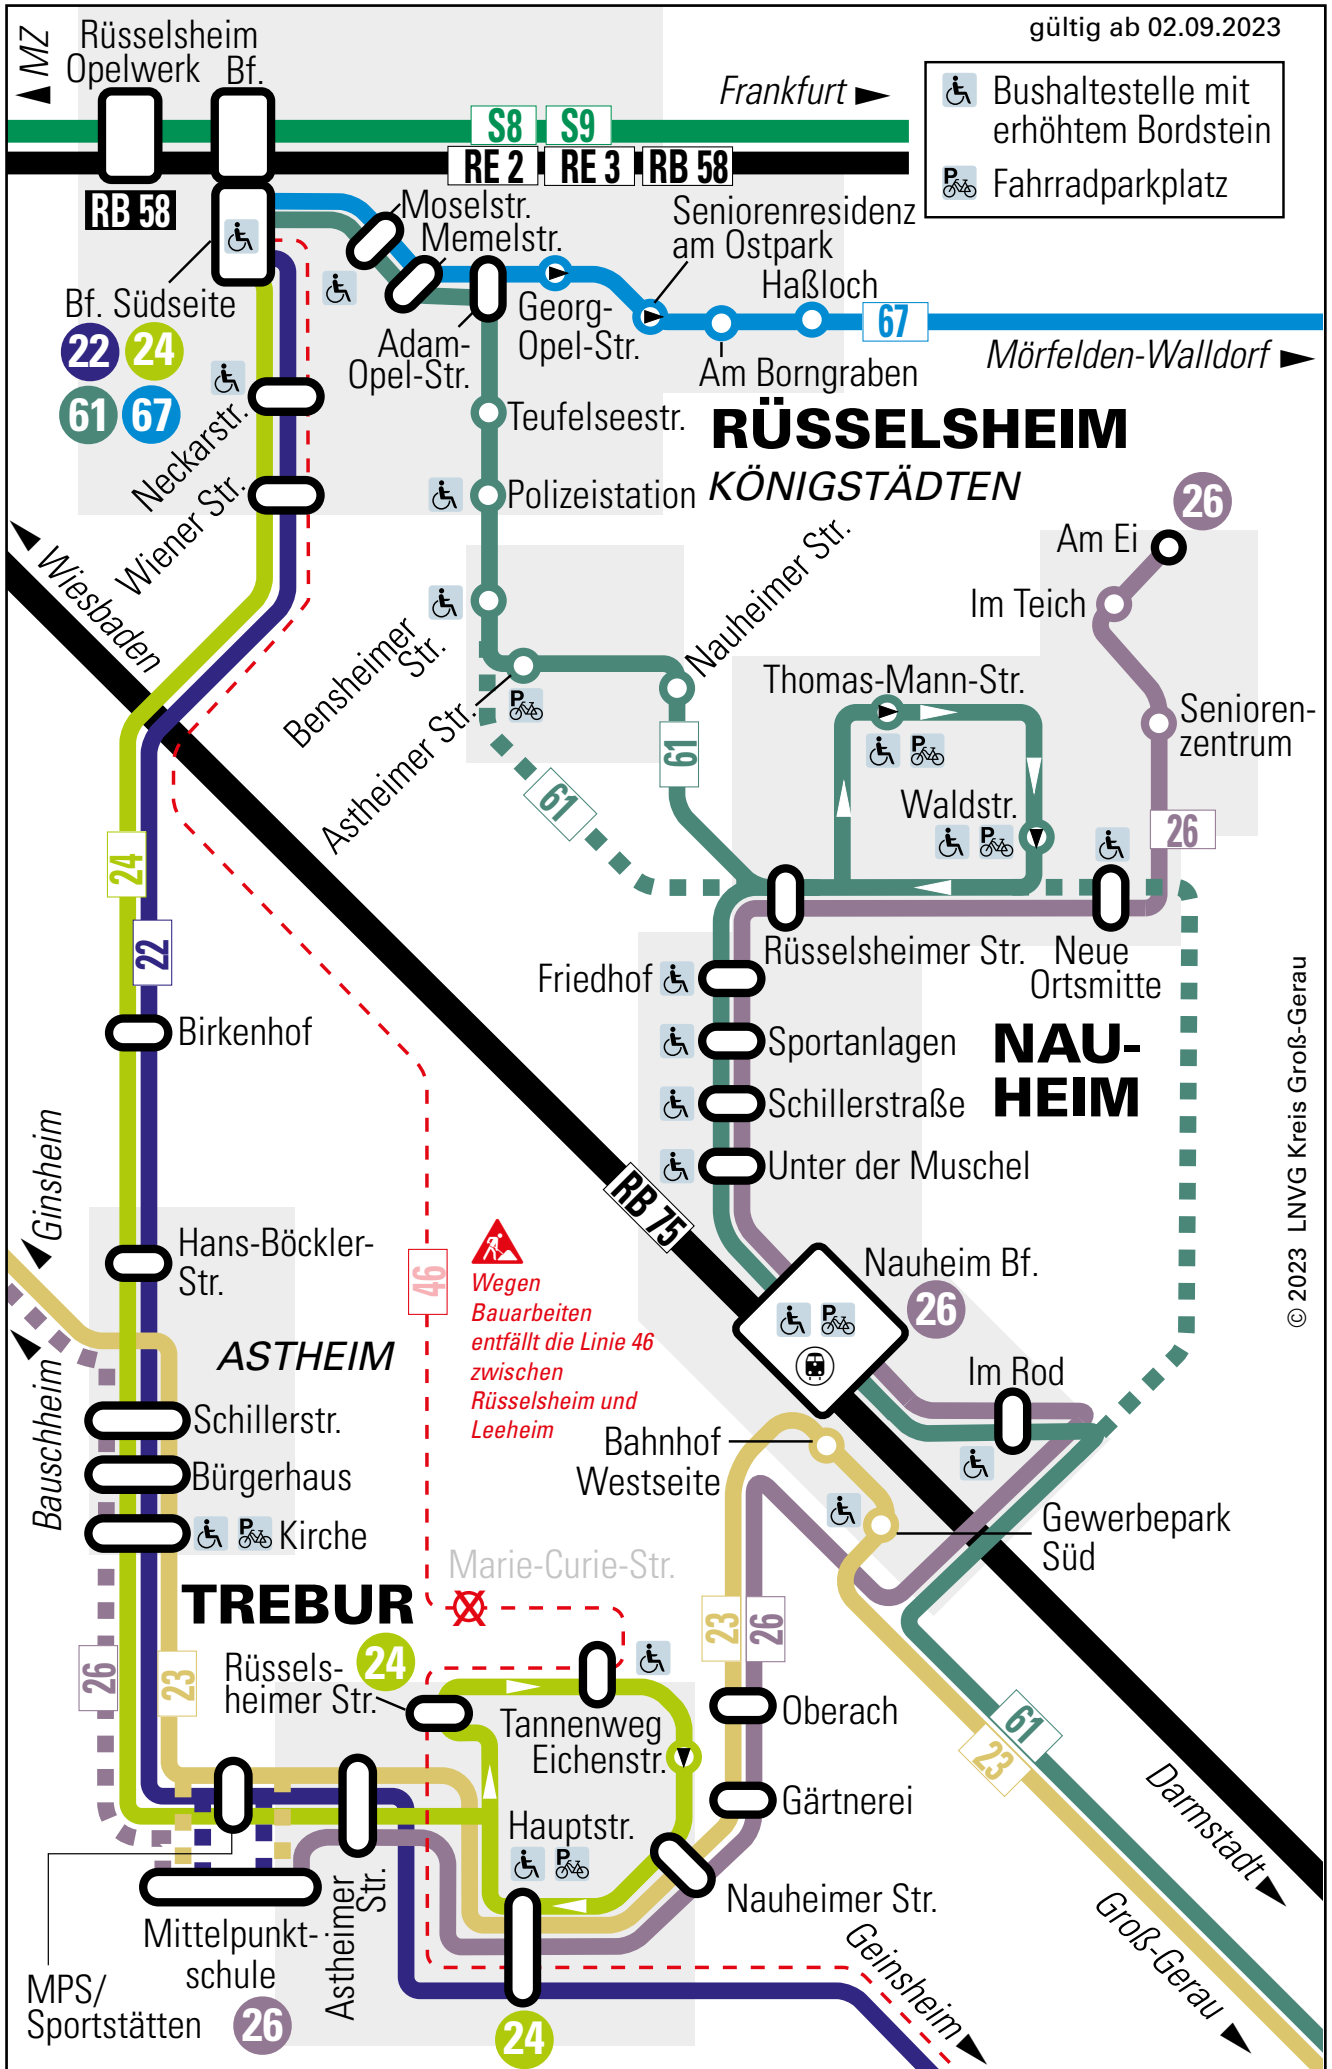 gültig ab 02.09.2023
MZ
Rüsselsheim
Opelwerk Bf.
Frankfurt
S8 S9
RE 2 RE 3 RB 58
RB 58
Bushaltestelle mit
erhöhtem Bordstein
P Fahrradparkplatz
Moselstr.
Memelstr.
Seniorenresidenz
am Ostpark
Haßloch
Bf. Südseite
22 24
61 67
Adam-
Opel-Str.
Georg-
Opel-Str.
67
Am Borngraben
Mörfelden-Walldorf
Neckarstr.
Wiener Str.
Teufelseestr.
Polizeistation
RÜSSELSHEIM
KÖNIGSTÄDTEN
26
Am Ei
Im Teich
Wiesbaden
Bensheimer
Str.
Astheimer Str.
P
Nauheimer Str.
Thomas-Mann-Str.
P
Senioren-
zentrum
61
61
Waldstr.
P
26
24
22
Rüsselsheimer Str.
Neue
Ortsmitte
Friedhof
Sportanlagen
Schillerstraße
Unter der Muschel
NAU-
HEIM
© 2023 LNVG Kreis Groß-Gerau
Birkenhof
RB 75
Ginsheim
Hans-Böckler-
Str.
46
Wegen
Bauarbeiten
entfällt die Linie 46
zwischen
Rüsselsheim und
Leeheim
Nauheim Bf.
26
P
Bauschheim
ASTHEIM
Schillerstr.
Bürgerhaus
P Kirche
Im Rod
Bahnhof
Westseite
Gewerbepark
Süd
Marie-Curie-Str.
TREBUR
26
23
Rüssels-
heimer Str.
24
23
26
Tannenweg
Eichenstr.
Oberach
Gärtnerei
61
23
Hauptstr.
P
Nauheimer Str.
Darmstadt
Groß-Gerau
Geinsheim
Mittelpunkt-
schule
26
Astheimer
Str.
MPS/
Sportstätten
24